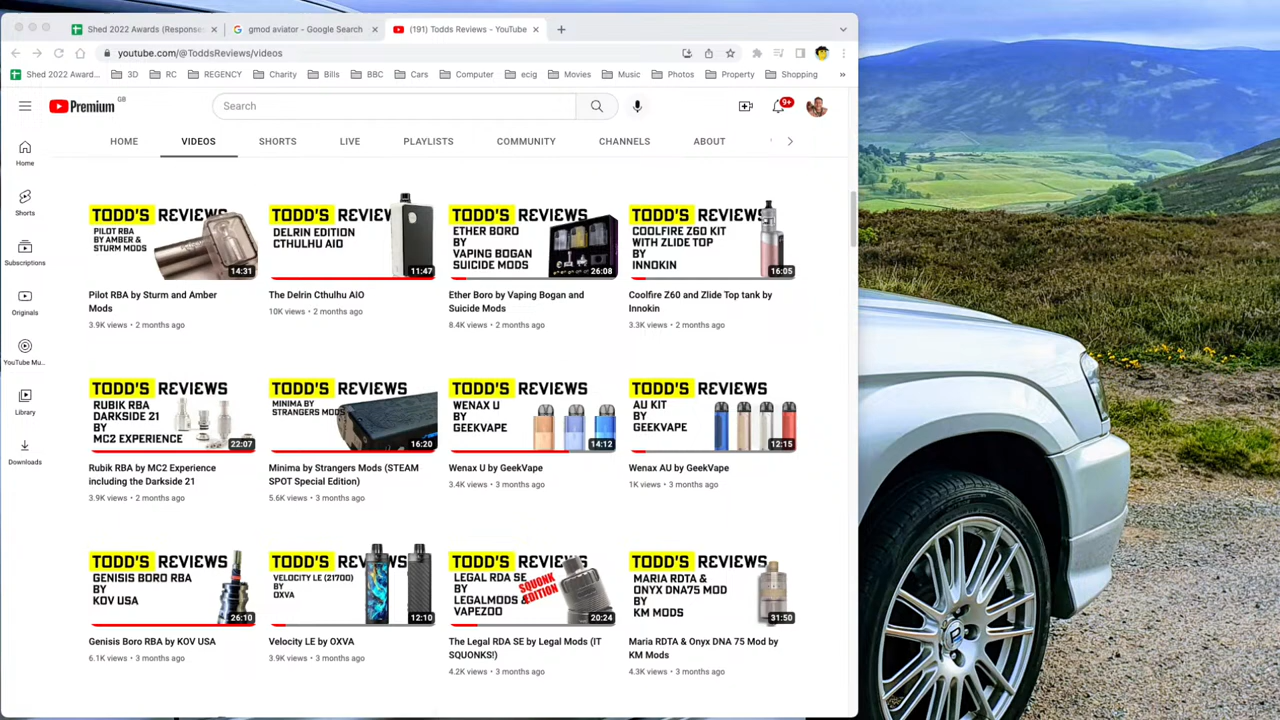 Shed 2022 Awards (Response
gmod aviator - Google Search
(191) Todds Reviews - YouTube
youtube.com/@ToddsReviews/videos
Shed 2022 Award...
3D
RC
REGENCY
Charity
Bills
BBC
Cars
Computer
ecig
Movies
Music
Photos
Property
Shopping
»
Premium GB
Search
9+
HOME
VIDEOS
SHORTS
LIVE
PLAYLISTS
COMMUNITY
CHANNELS
ABOUT
Home
Shorts
Subscriptions
Originals
YouTube Mu...
Library
Downloads
TODD'S REVIEWS
PILOT RBA
BY AMBER &
STURM MODS
14:31
Pilot RBA by Sturm and Amber
Mods
3.9K views • 2 months ago
TODD'S REVIEW
DELRIN EDITION
CTHULHU AIO
11:47
The Delrin Cthulhu AIO
10K views • 2 months ago
TODD'S REVIEWS
ETHER BORO
BY
VAPING BOGAN
SUICIDE MODS
26:08
Ether Boro by Vaping Bogan and
Suicide Mods
8.4K views • 2 months ago
TODD'S REVIEWS
COOLFIRE Z60 KIT
WITH ZLIDE TOP
BY
INNOKIN
16:05
Coolfire Z60 and Zlide Top tank by
Innokin
3.3K views • 2 months ago
TODD'S REVIEWS
RUBIK RBA
DARKSIDE 21
BY
MC2 EXPERIENCE
22:07
Rubik RBA by MC2 Experience
including the Darkside 21
3.9K views • 2 months ago
TODD'S REVIEWS
MINIMA BY
STRANGERS MODS
16:20
Minima by Strangers Mods (STEAM
SPOT Special Edition)
5.6K views • 3 months ago
TODD'S REVIEWS
WENAX U
BY
GEEKVAPE
14:12
Wenax U by GeekVape
3.4K views • 3 months ago
TODD'S REVIEWS
AU KIT
BY
GEEKVAPE
12:15
Wenax AU by GeekVape
1K views • 3 months ago
TODD'S REVIEWS
GENISIS BORO RBA
BY
KOV USA
26:10
Genisis Boro RBA by KOV USA
6.1K views • 3 months ago
TODD'S REVIEWS
VELOCITY LE (21700)
BY
OXVA
12:10
Velocity LE by OXVA
3.9K views • 3 months ago
TODD'S REVIEWS
LEGAL RDA SE
BY
LEGALMODS &
VAPEZOO
SQUONK
EDITION
20:24
The Legal RDA SE by Legal Mods (IT
SQUONKS!)
4.2K views • 3 months ago
TODD'S REVIEWS
MARIA RDTA &
ONYX DNA75 MOD
BY
KM MODS
31:50
Maria RDTA & Onyx DNA 75 Mod by
KM Mods
4.3K views • 3 months ago